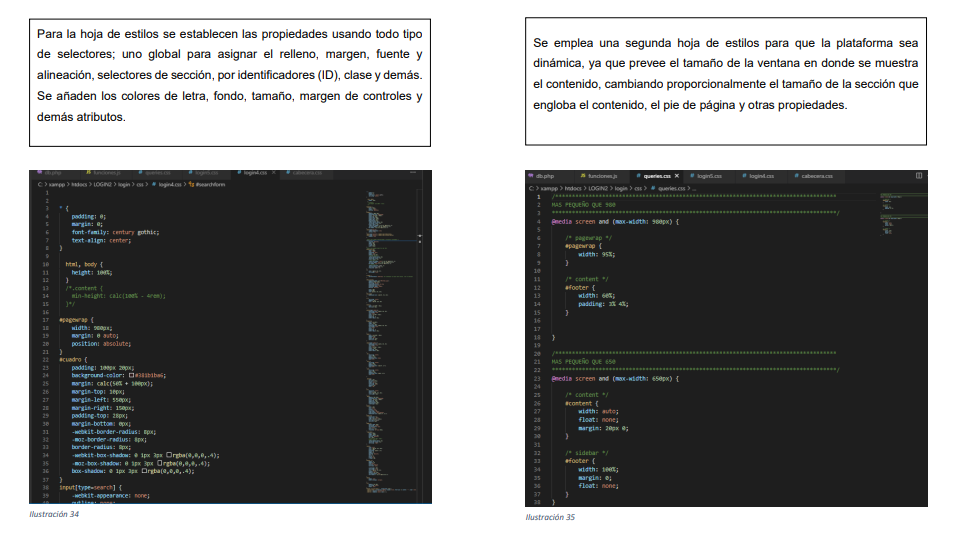 Para la hoja de estilos se establecen las propiedades usando todo tipo
de selectores; uno global para asignar el relleno, margen, fuente y
alineación, selectores de sección, por identificadores (ID), clase y demás.
Se añaden los colores de letra, fondo, tamaño, margen de controles y
demás atributos.
db.php funciones.js queries.css login5.css login4.css cabecera.css
C: > xampp > htdocs > LOGIN2 > login > css > # login4.css > #searchform
1
2
3 * {
4 padding: 0;
5 margin: 0;
6 font-family: century gothic;
7 text-align: center;
8 }
9
10 html, body {
11 height: 100%;
12 }
13 /*.content {
14 min-height: calc(100% - 4rem);
15 }*/
16
17 #pagewrap {
18 width: 980px;
19 margin: 0 auto;
20 position: absolute;
21 }
22 #cuadro {
23 padding: 100px 20px;
24 background-color: #381b1ba6;
25 margin: calc(50% + 100px);
26 margin-top: 10px;
27 margin-left: 550px;
28 margin-right: 150px;
29 padding-top: 28px;
30 margin-bottom: 0px;
31 -webkit-border-radius: 8px;
32 -moz-border-radius: 8px;
33 border-radius: 8px;
34 -webkit-box-shadow: 0 1px 3px rgba(0,0,0,.4);
35 -moz-box-shadow: 0 1px 3px rgba(0,0,0,.4);
36 box-shadow: 0 1px 3px rgba(0,0,0,.4);
37 }
38 input[type=search] {
39 -webkit-appearance: none;
outline: none;
Ilustración 34
Se emplea una segunda hoja de estilos para que la plataforma sea
dinámica, ya que prevee el tamaño de la ventana en donde se muestra
el contenido, cambiando proporcionalmente el tamaño de la sección que
engloba el contenido, el pie de página y otras propiedades.
db.php funciones.js queries.css login5.css login4.css cabecera.css
C: > xampp > htdocs > LOGIN2 > login > css > # queries.css > ...
1
2 MAS PEQUEÑO QUE 980
3
4 @media screen and (max-width: 980px) {
5
6 /* pagewrap */
7 #pagewrap {
8 width: 95%;
9 }
10
11 /* content */
12 #footer {
13 width: 60%;
14 padding: 3% 4%;
15 }
16
17
18 }
19
20
21 MAS PEQUEÑO QUE 650
22
23 @media screen and (max-width: 650px) {
24
25 /* content */
26 #content {
27 width: auto;
28 float: none;
29 margin: 20px 0;
30 }
31
32 /* sidebar */
33 #footer {
34 width: 100%;
35 margin: 0;
36 float: none;
37 }
38 }
Ilustración 35